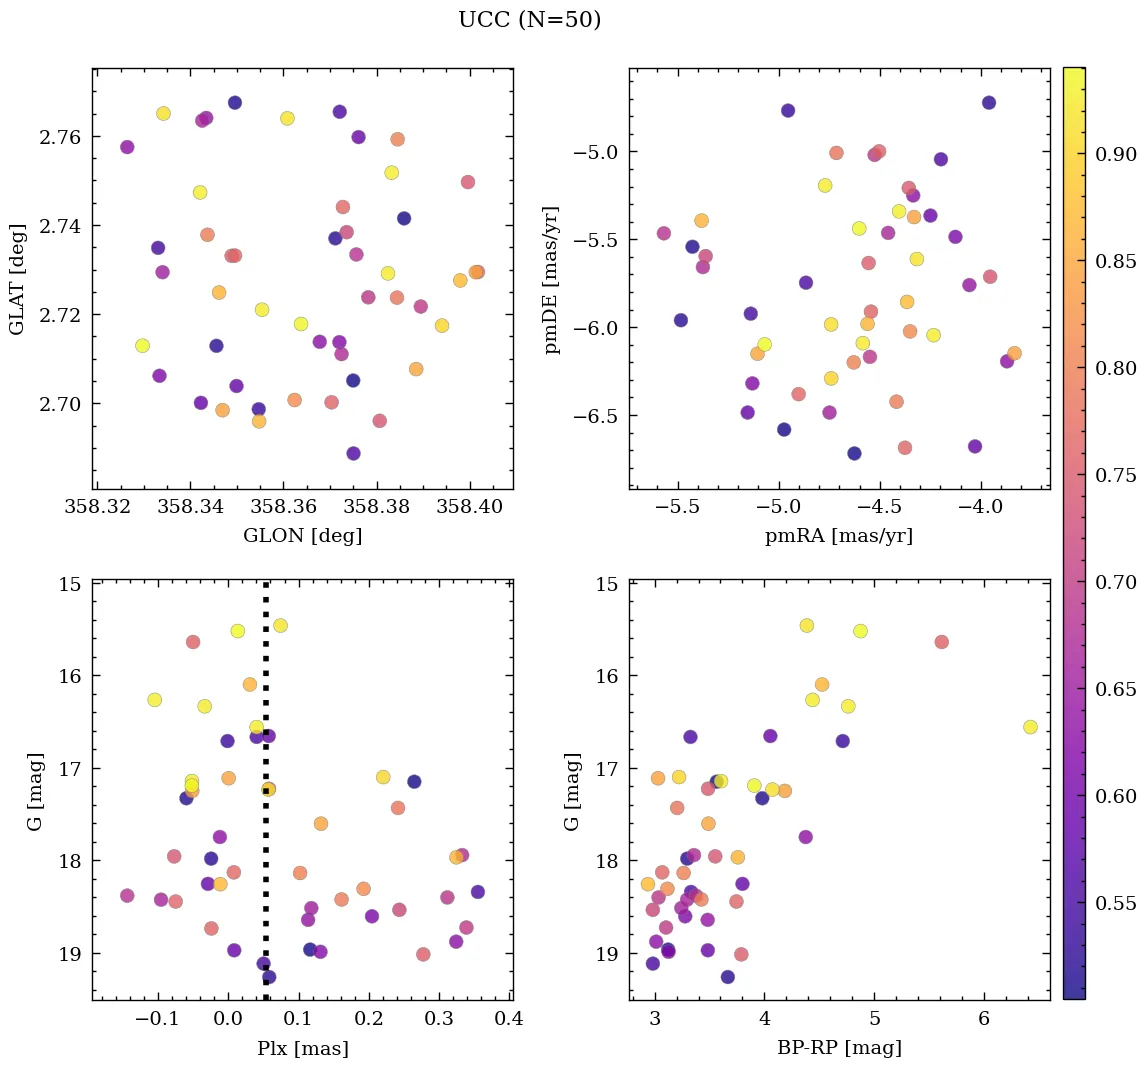 UCC (N=50)
2.76
2.74
2.72
2.70
GLAT [deg]
358.32 358.34 358.36 358.38 358.40
GLON [deg]
−5.0
−5.5
−6.0
−6.5
pmDE [mas/yr]
−5.5 −5.0 −4.5 −4.0
pmRA [mas/yr]
0.90
0.85
0.80
0.75
0.70
0.65
0.60
0.55
15
16
17
18
19
G [mag]
−0.1 0.0 0.1 0.2 0.3 0.4
Plx [mas]
15
16
17
18
19
G [mag]
3 4 5 6
BP-RP [mag]